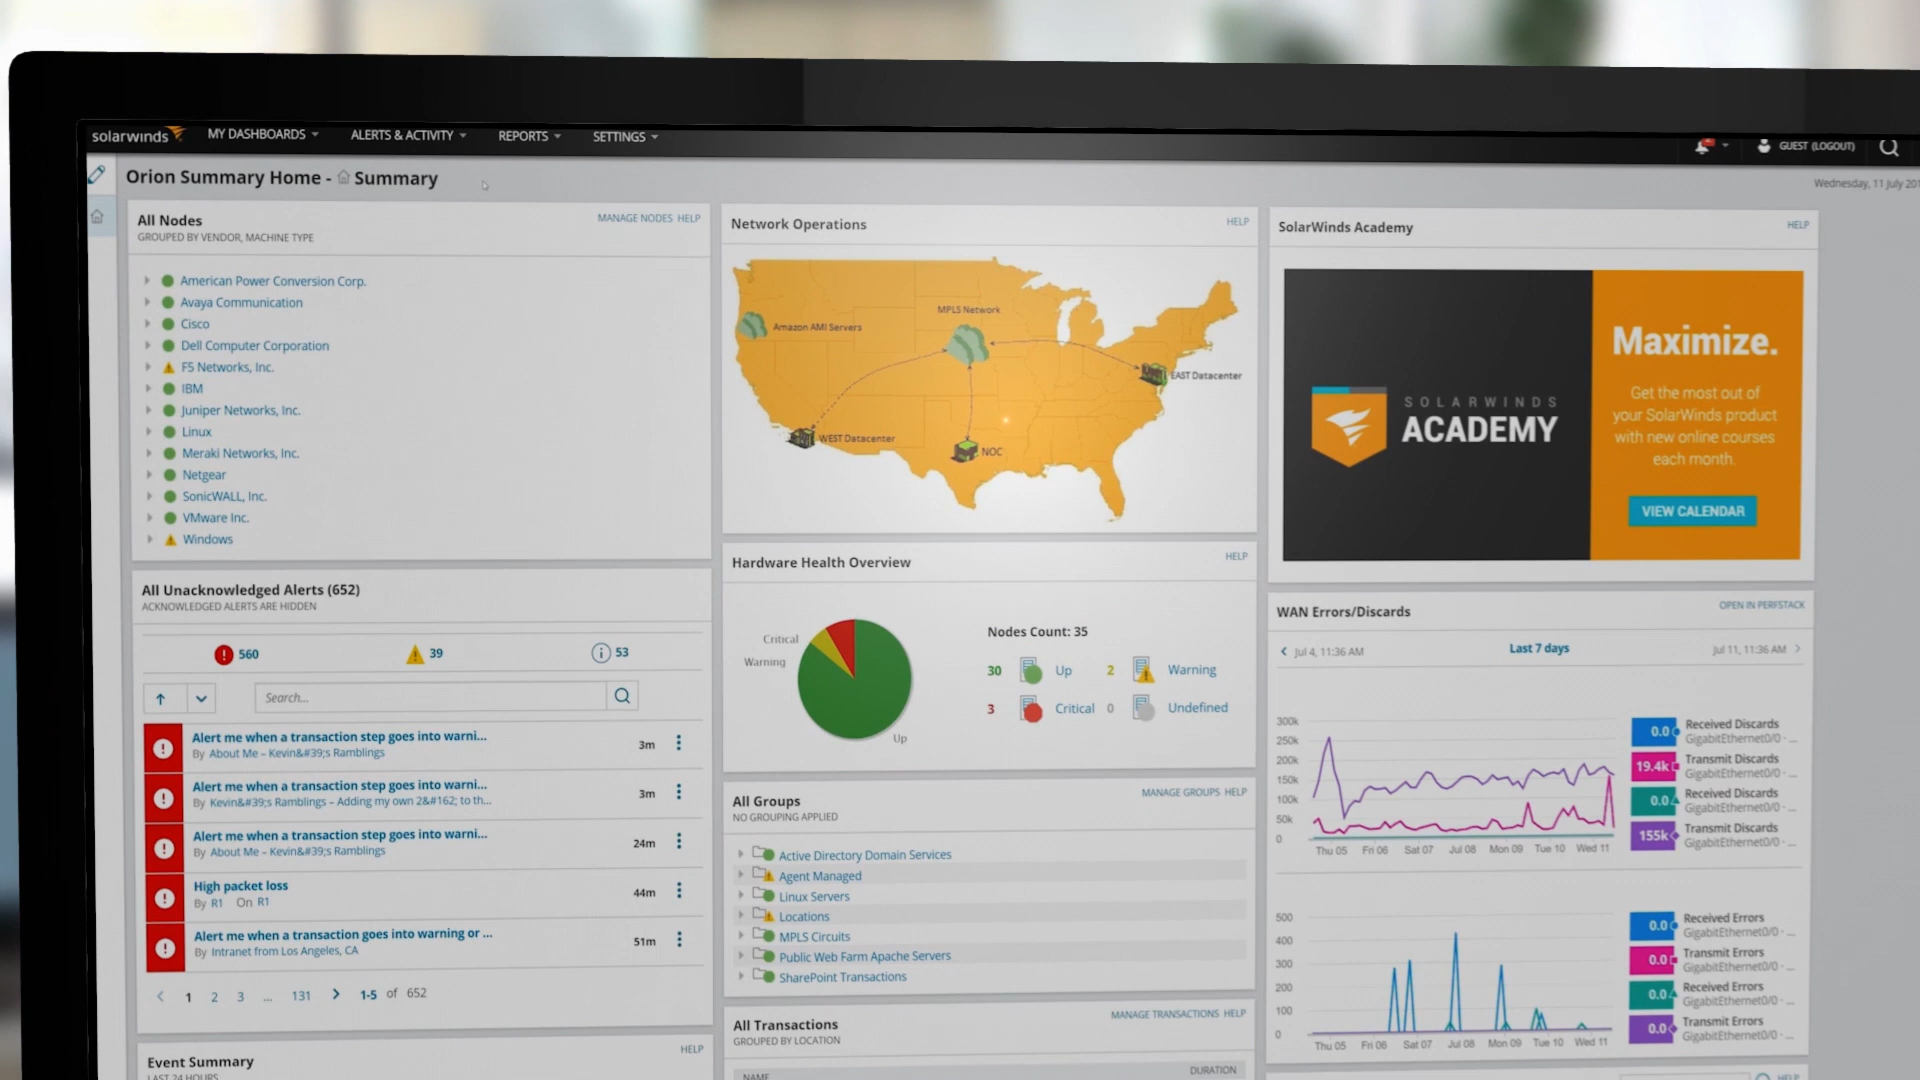 solarwinds MY DASHBOARDS ALERTS & ACTIVITY REPORTS SETTINGS GUEST (LOGOUT)
Orion Summary Home - Summary
Wednesday, 11 July 201
All Nodes MANAGE NODES HELP
GROUPED BY VENDOR, MACHINE TYPE
American Power Conversion Corp.
Avaya Communication
Cisco
Dell Computer Corporation
F5 Networks, Inc.
IBM
Juniper Networks, Inc.
Linux
Meraki Networks, Inc.
Netgear
SonicWALL, Inc.
VMware Inc.
Windows
All Unacknowledged Alerts (652)
ACKNOWLEDGED ALERTS ARE HIDDEN
560 39 53
Search...
Alert me when a transaction step goes into warni...
By About Me – Kevin&#39;s Ramblings
3m
Alert me when a transaction step goes into warni...
By Kevin&#39;s Ramblings – Adding my own 2&#162; to th...
3m
Alert me when a transaction step goes into warni...
By About Me – Kevin&#39;s Ramblings
24m
High packet loss
By R1 On R1
44m
Alert me when a transaction goes into warning or ...
By Intranet from Los Angeles, CA
51m
1 2 3 ... 131 1-5 of 652
Event Summary HELP
LAST 24 HOURS
Network Operations HELP
MPLS Network
Amazon AMI Servers
EAST Datacenter
WEST Datacenter
NOC
Hardware Health Overview HELP
Critical
Warning
Up
Nodes Count: 35
30 Up 2 Warning
3 Critical 0 Undefined
All Groups MANAGE GROUPS HELP
NO GROUPING APPLIED
Active Directory Domain Services
Agent Managed
Linux Servers
Locations
MPLS Circuits
Public Web Farm Apache Servers
SharePoint Transactions
All Transactions MANAGE TRANSACTIONS HELP
GROUPED BY LOCATION
NAME DURATION
SolarWinds Academy HELP
SOLARWINDS
ACADEMY
Maximize.
Get the most out of
your SolarWinds product
with new online courses
each month.
VIEW CALENDAR
WAN Errors/Discards OPEN IN PERFSTACK
Jul 4, 11:36 AM Last 7 days Jul 11, 11:36 AM
300k
250k
200k
150k
100k
50k
0
Thu 05 Fri 06 Sat 07 Jul 08 Mon 09 Tue 10 Wed 11
0.0 Received Discards
GigabitEthernet0/0 - ...
19.4k Transmit Discards
GigabitEthernet0/0 - ...
0.0 Received Discards
GigabitEthernet0/0 - ...
155k Transmit Discards
GigabitEthernet0/0 - ...
500
400
300
200
100
0
Thu 05 Fri 06 Sat 07 Jul 08 Mon 09 Tue 10 Wed 11
0.0 Received Errors
GigabitEthernet0/0 - ...
0.0 Transmit Errors
GigabitEthernet0/0 - ...
0.0 Received Errors
GigabitEthernet0/0 - ...
0.0 Transmit Errors
GigabitEthernet0/0 - ...
HELP